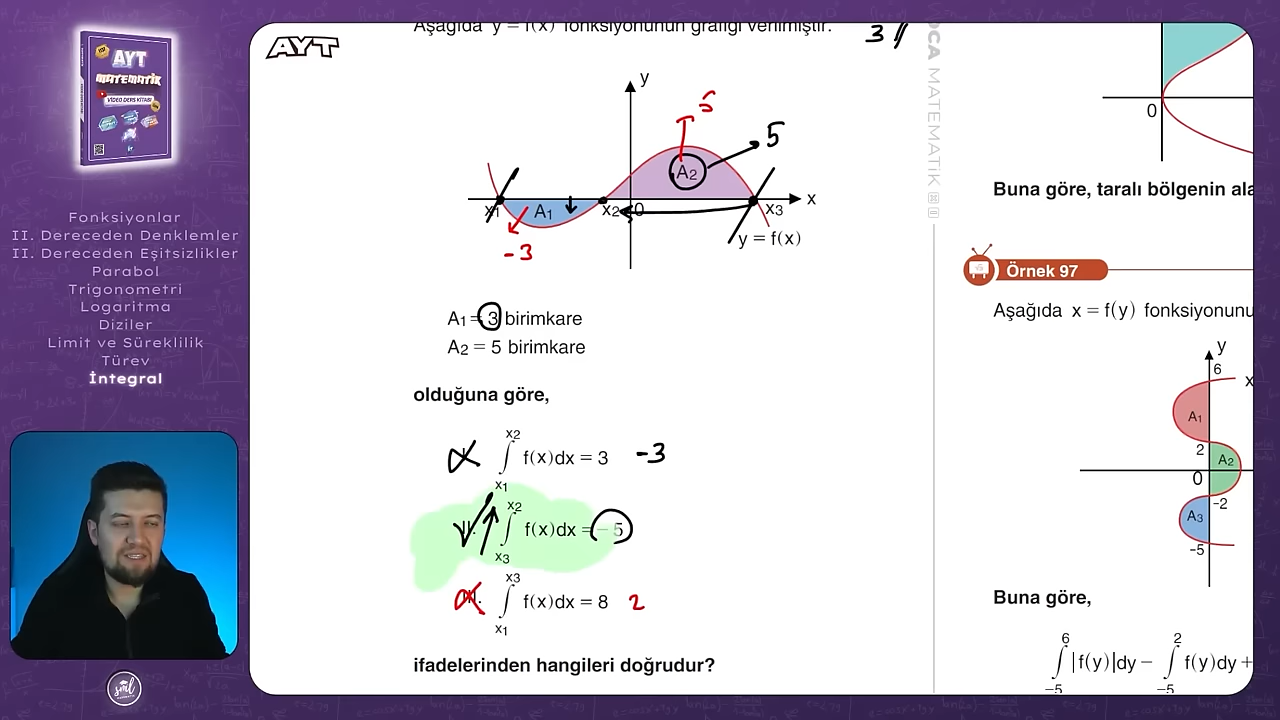 AYT
MATEMATİK
VİDEO DERS KİTABI
Fonksiyonlar
II. Dereceden Denklemler
II. Dereceden Eşitsizlikler
Parabol
Trigonometri
Logaritma
Diziler
Limit ve Süreklilik
Türev
İntegral
sml
AYT
Aşağıda y = f(x) fonksiyonunun grafiği verilmiştir.
3
y
5
5
A2
x1
A1
x2
0
x3
x
-3
y = f(x)
A1 = 3 birimkare
A2 = 5 birimkare
olduğuna göre,
x2
∫ f(x)dx = 3 -3
x1
x2
II. ∫ f(x)dx = -5
x3
x3
∫ f(x)dx = 8 2
x1
ifadelerinden hangileri doğrudur?
OCA MATEMATİK
0
Buna göre, taralı bölgenin ala
Örnek 97
Aşağıda x = f(y) fonksiyonunu
y
6
x
A1
2
A2
0
-2
A3
-5
Buna göre,
6 2
∫ |f(y)|dy − ∫ f(y)dy +
-5 -5